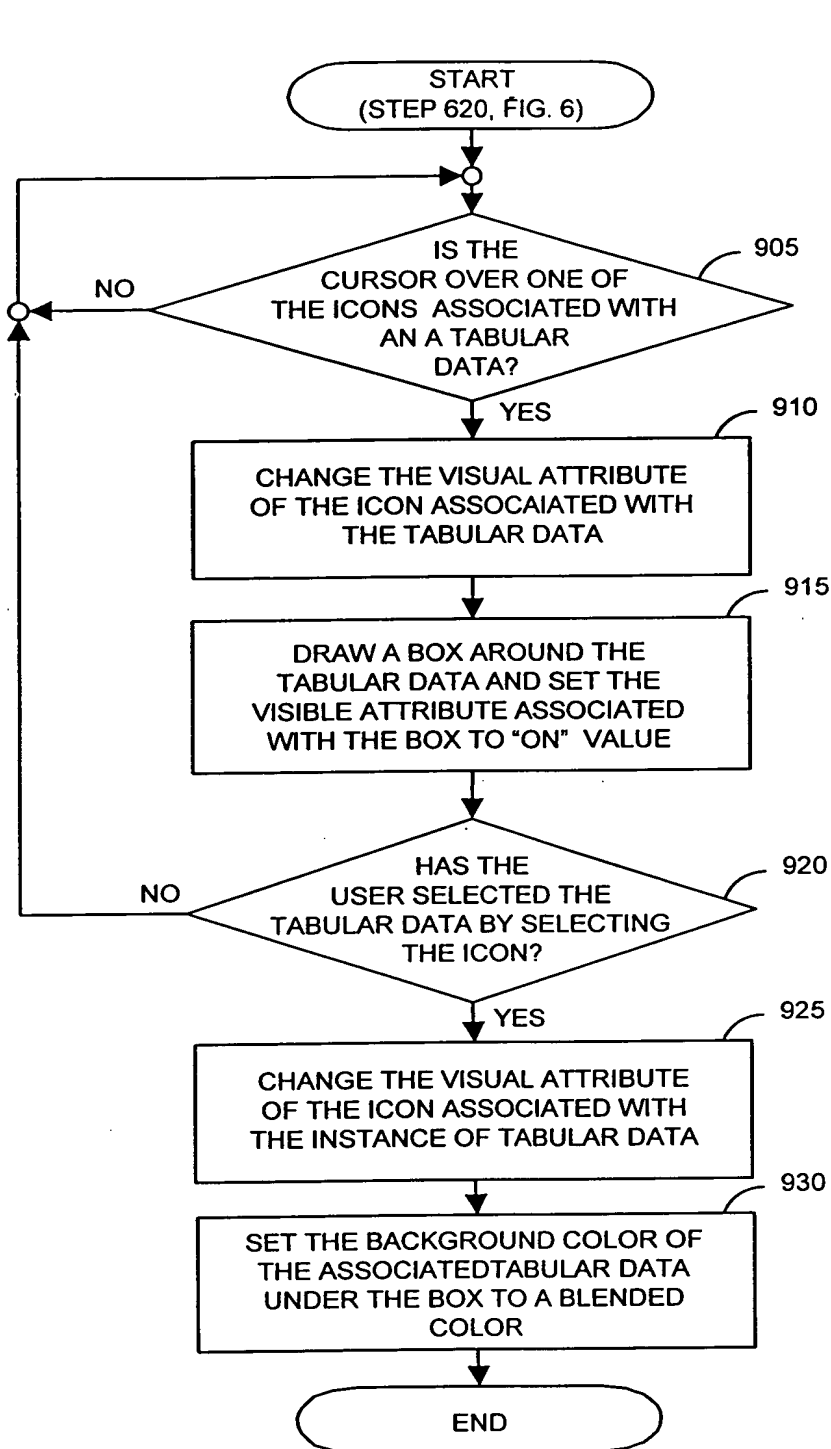 START
(STEP 620, FIG. 6)
IS THE
CURSOR OVER ONE OF
THE ICONS ASSOCIATED WITH
AN A TABULAR
DATA?
905
NO
YES
910
CHANGE THE VISUAL ATTRIBUTE
OF THE ICON ASSOCAIATED WITH
THE TABULAR DATA
915
DRAW A BOX AROUND THE
TABULAR DATA AND SET THE
VISIBLE ATTRIBUTE ASSOCIATED
WITH THE BOX TO “ON” VALUE
HAS THE
USER SELECTED THE
TABULAR DATA BY SELECTING
THE ICON?
920
NO
YES
925
CHANGE THE VISUAL ATTRIBUTE
OF THE ICON ASSOCIATED WITH
THE INSTANCE OF TABULAR DATA
930
SET THE BACKGROUND COLOR OF
THE ASSOCIATEDTABULAR DATA
UNDER THE BOX TO A BLENDED
COLOR
END